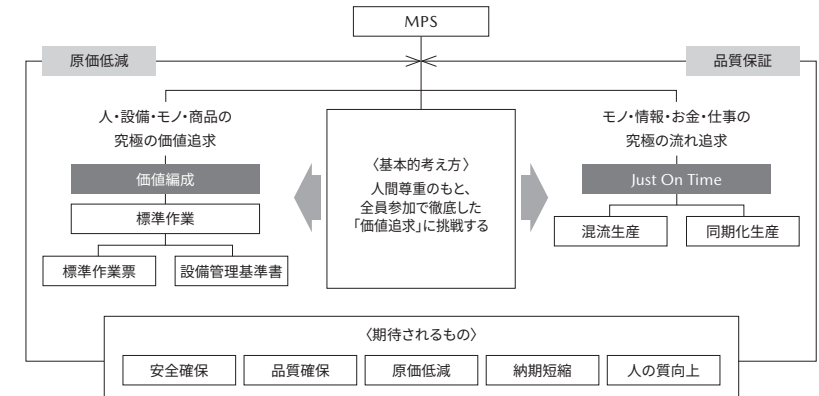 MPS
原価低減
品質保証
人・設備・モノ・商品の
究極の価値追求
価値編成
標準作業
標準作業票
設備管理基準書
〈基本的考え方〉
人間尊重のもと、
全員参加で徹底した
「価値追求」に挑戦する
モノ・情報・お金・仕事の
究極の流れ追求
Just On Time
混流生産
同期化生産
〈期待されるもの〉
安全確保
品質確保
原価低減
納期短縮
人の質向上